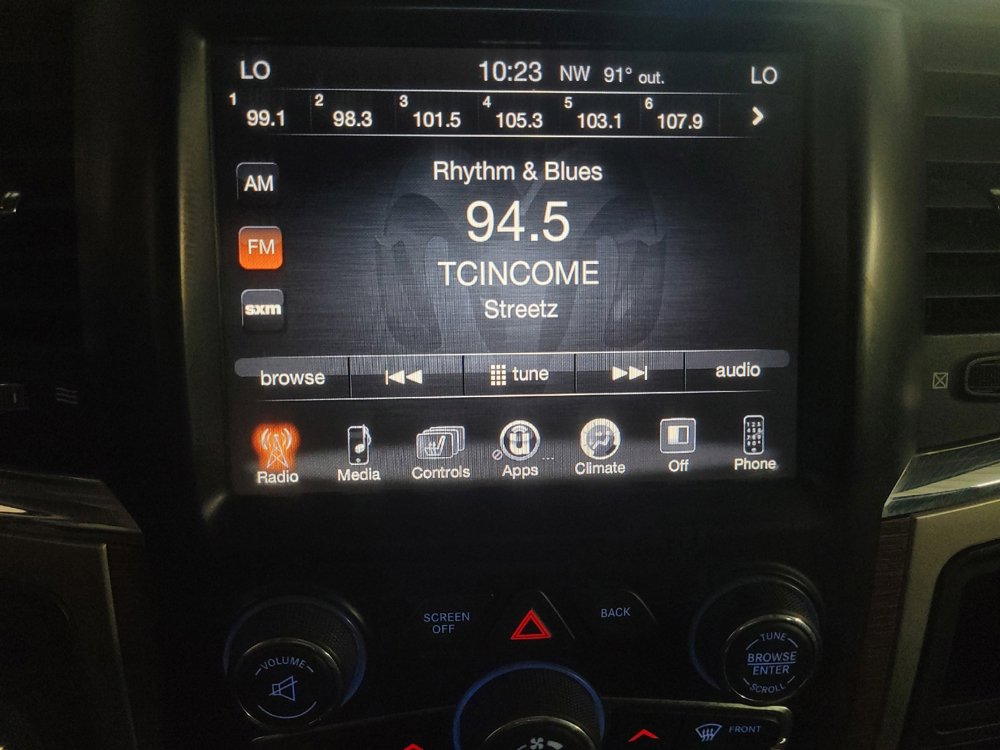 LO 10:23 NW 91° out. LO
1 99.1 2 98.3 3 101.5 4 105.3 5 103.1 6 107.9
AM
Rhythm & Blues
94.5
FM
TCINCOME
sxm
Streetz
browse tune audio
Radio Media Controls Apps Climate Off Phone
SCREEN OFF
BACK
VOLUME
TUNE
BROWSE
ENTER
SCROLL
FRONT